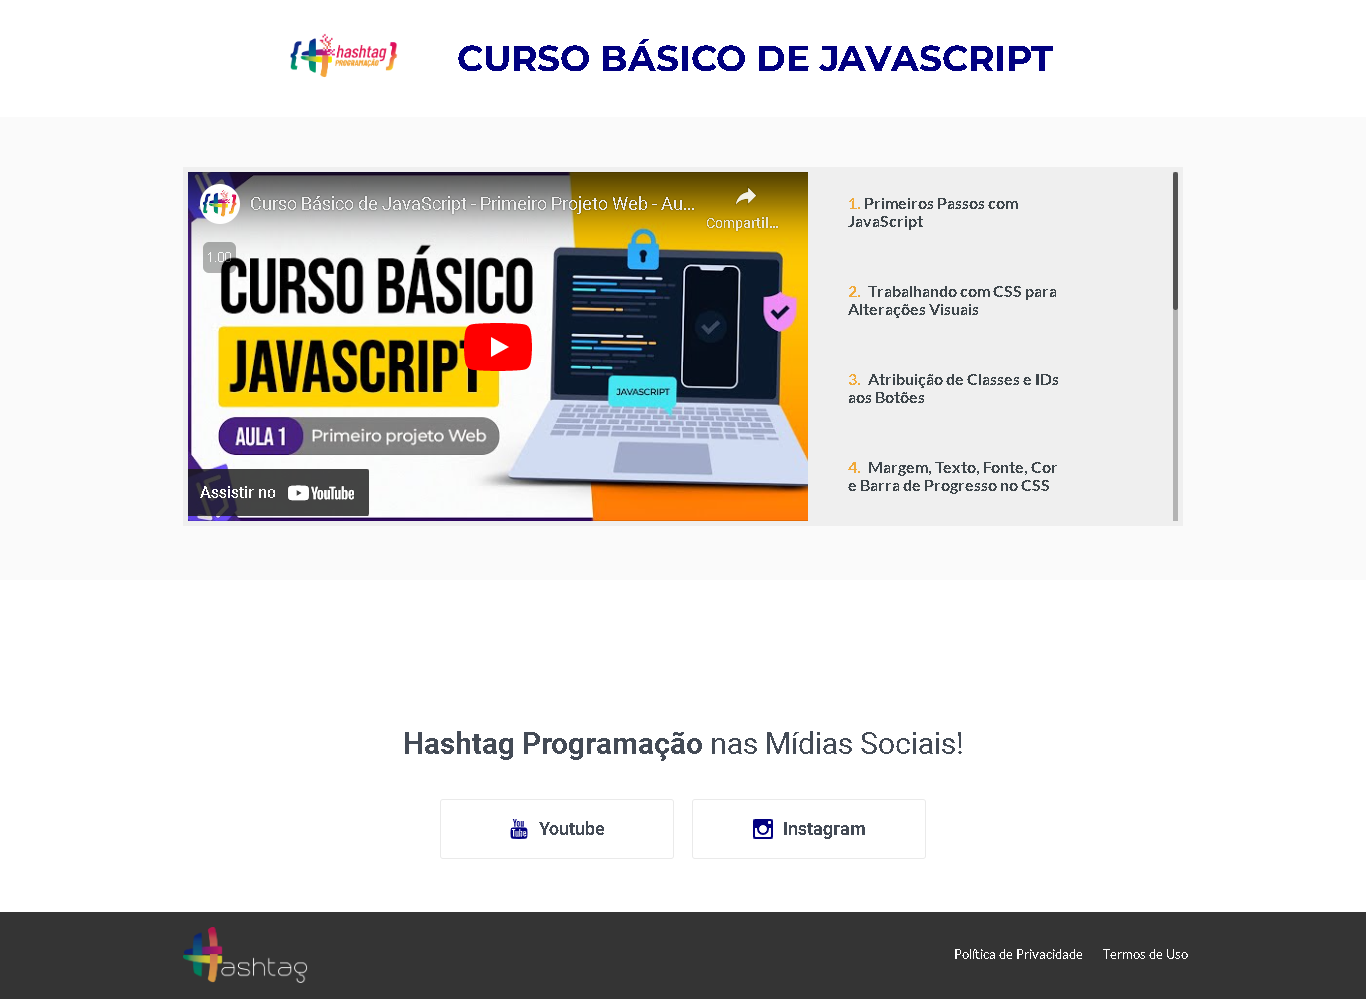 hashtag
PROGRAMAÇÃO
CURSO BÁSICO DE JAVASCRIPT
Curso Básico de JavaScript - Primeiro Projeto Web - Au...
Compartil...
1.00
CURSO BÁSICO
JAVASCRIPT
AULA 1 Primeiro projeto Web
JAVASCRIPT
Assistir no YouTube
1. Primeiros Passos com
JavaScript
2. Trabalhando com CSS para
Alterações Visuais
3. Atribuição de Classes e IDs
aos Botões
4. Margem, Texto, Fonte, Cor
e Barra de Progresso no CSS
Hashtag Programação nas Mídias Sociais!
You
Tube
Youtube
Instagram
ashtag
Política de Privacidade
Termos de Uso